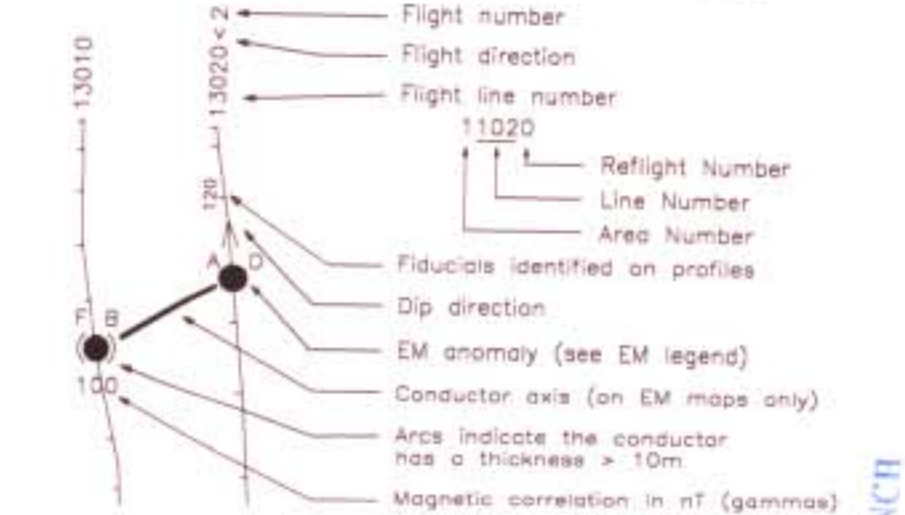 Flight number
Flight direction
Flight line number
13010
13020 < 2
11020
Reflight Number
Line Number
Area Number
120
A D
Fiducials identified on profiles
Dip direction
F B
EM anomaly (see EM legend)
100
Conductor axis (on EM maps only)
Arcs indicate the conductor
has a thickness > 10m
Magnetic correlation in nT (gammas)